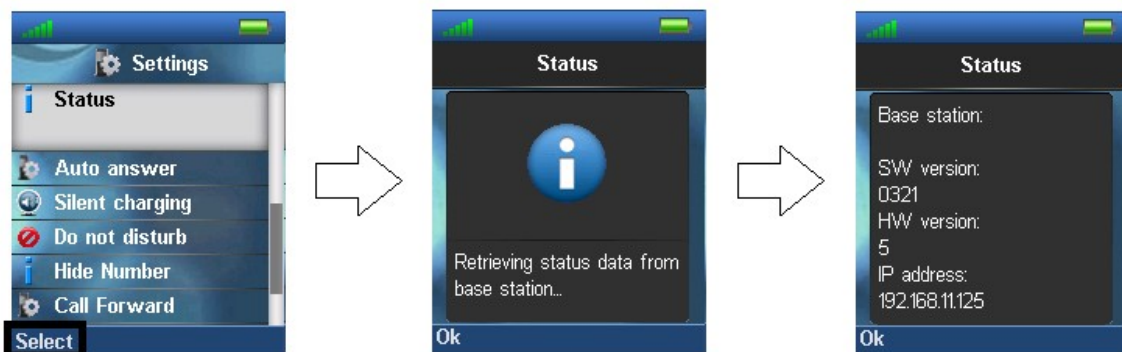 Settings
Status
Auto answer
Silent charging
Do not disturb
Hide Number
Call Forward
Select
Status
Retrieving status data from
base station...
Ok
Status
Base station:
SW version:
0321
HW version:
5
IP address:
192.168.11.125
Ok